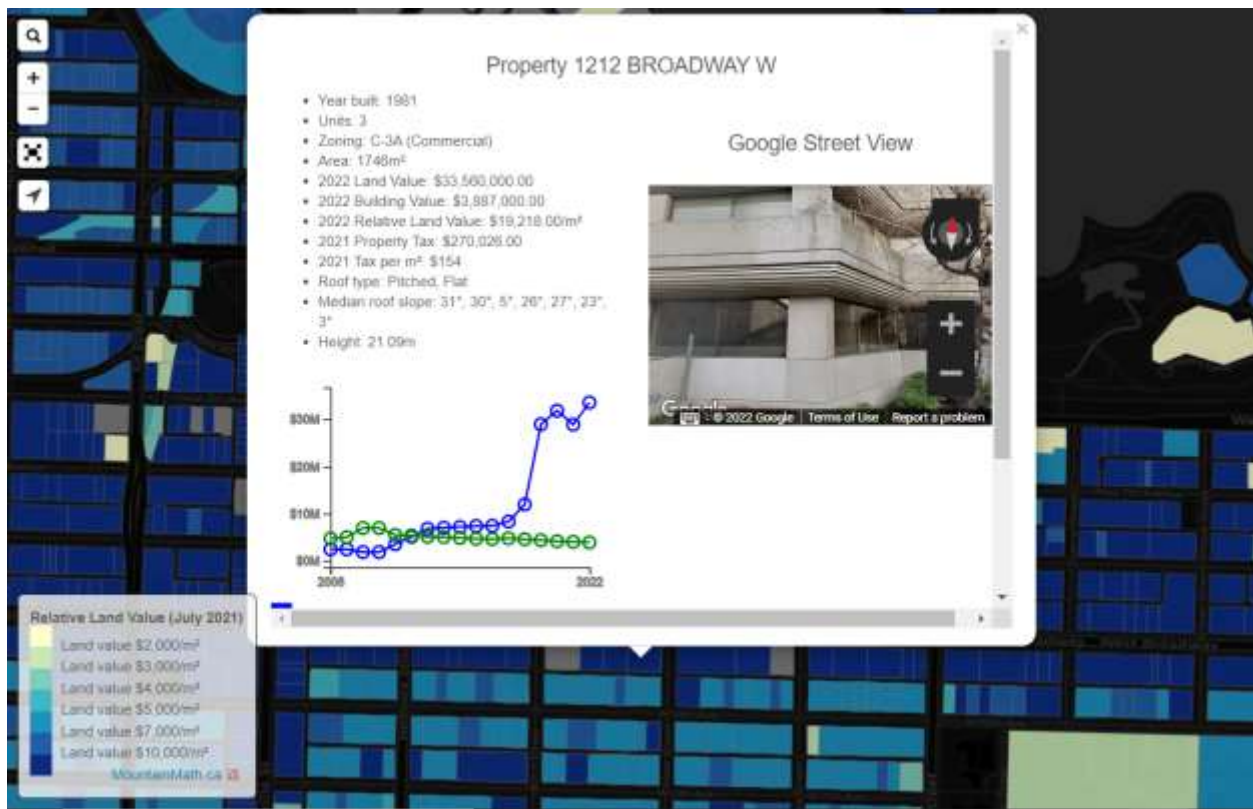 Property 1212 BROADWAY W
Year built: 1981
Units: 3
Zoning: C-3A (Commercial)
Area: 1746m²
2022 Land Value: $33,560,000.00
2022 Building Value: $3,887,000.00
2022 Relative Land Value: $19,218.00/m²
2021 Property Tax: $270,026.00
2021 Tax per m²: $154
Roof type: Pitched, Flat
Median roof slope: 31°, 30°, 5°, 26°, 27°, 23°,
3°
Height: 21.09m
Google Street View
Google
© 2022 Google
Terms of Use
Report a problem
$30M
$20M
$10M
$0M
2006
2022
Relative Land Value (July 2021)
Land value $2,000/m²
Land value $3,000/m²
Land value $4,000/m²
Land value $5,000/m²
Land value $7,000/m²
Land value $10,000/m²
MountainMath.ca